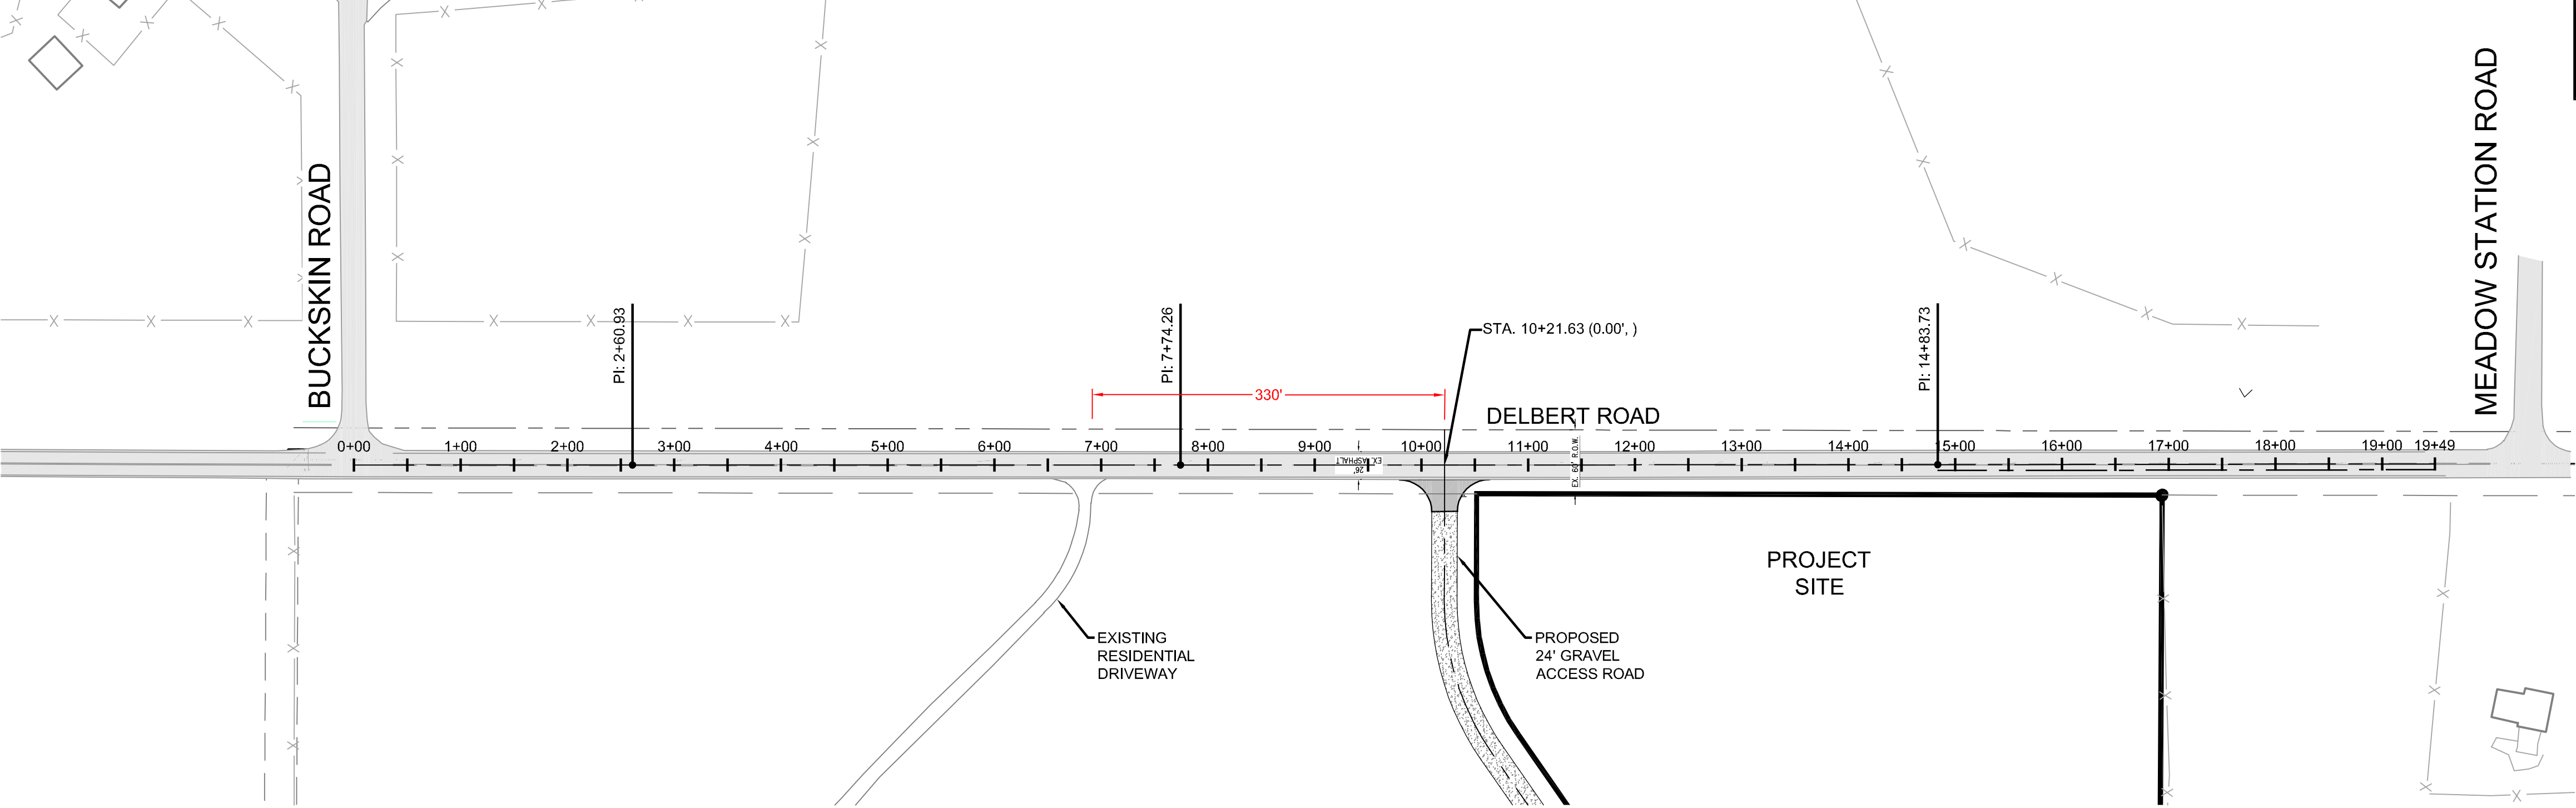 BUCKSKIN ROAD
MEADOW STATION ROAD
PI: 2+60.93
PI: 7+74.26
STA. 10+21.63 (0.00', )
PI: 14+83.73
330'
DELBERT ROAD
0+00 1+00 2+00 3+00 4+00 5+00 6+00 7+00 8+00 9+00 10+00 11+00 12+00 13+00 14+00 15+00 16+00 17+00 18+00 19+00 19+49
26'
EX. ASPHALT
EX. 60' R.O.W.
PROJECT
SITE
EXISTING
RESIDENTIAL
DRIVEWAY
PROPOSED
24' GRAVEL
ACCESS ROAD